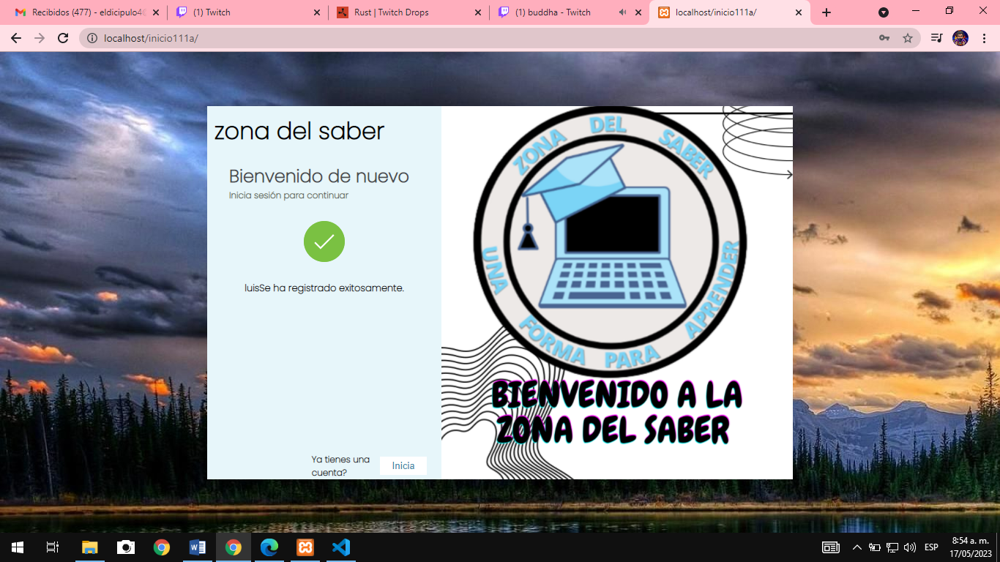 Recibidos (477) - eldicipulo4
(1) Twitch
Rust | Twitch Drops
(1) buddha - Twitch
localhost/inicio111a/
localhost/inicio111a/
zona del saber
Bienvenido de nuevo
Inicia sesión para continuar
luisSe ha registrado exitosamente.
Ya tienes una
cuenta?
Inicia
ZONA DEL SABER
UNA FORMA PARA APRENDER
BIENVENIDO A LA
ZONA DEL SABER
ESP
8:54 a. m.
17/05/2023